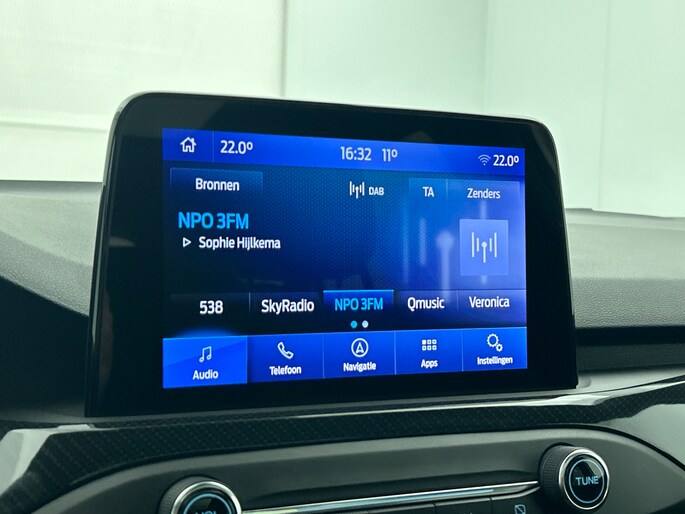 22.0° 16:32 11° 22.0°
Bronnen DAB TA Zenders
NPO 3FM
Sophie Hijlkema
538 SkyRadio NPO 3FM Qmusic Veronica
Audio Telefoon Navigatie Apps Instellingen
VOL TUNE